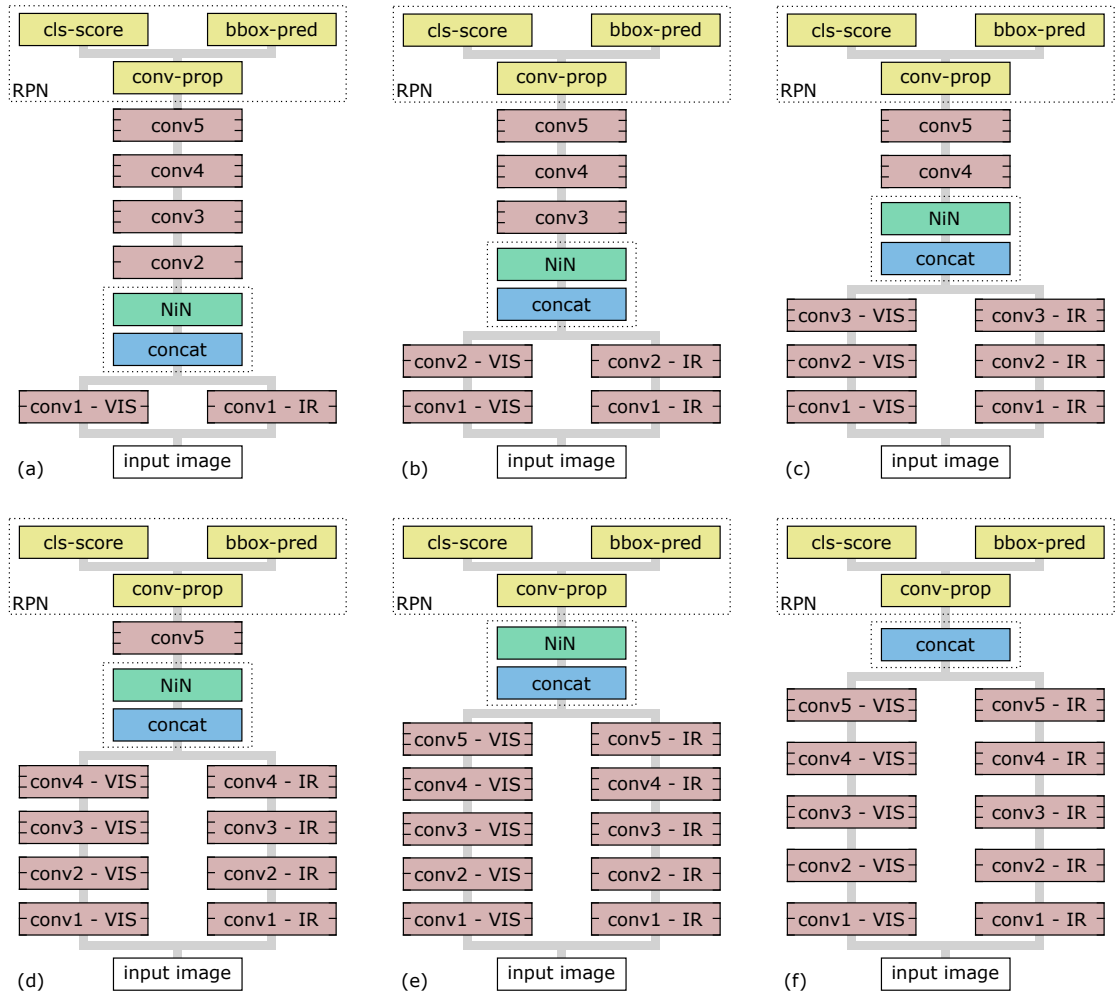 cls-score bbox-pred
conv-prop
RPN
conv5
conv4
conv3
conv2
NiN
concat
conv1 - VIS conv1 - IR
input image
(a)
cls-score bbox-pred
conv-prop
RPN
conv5
conv4
conv3
NiN
concat
conv2 - VIS conv2 - IR
conv1 - VIS conv1 - IR
input image
(b)
cls-score bbox-pred
conv-prop
RPN
conv5
conv4
NiN
concat
conv3 - VIS conv3 - IR
conv2 - VIS conv2 - IR
conv1 - VIS conv1 - IR
input image
(c)
cls-score bbox-pred
conv-prop
RPN
conv5
NiN
concat
conv4 - VIS conv4 - IR
conv3 - VIS conv3 - IR
conv2 - VIS conv2 - IR
conv1 - VIS conv1 - IR
input image
(d)
cls-score bbox-pred
conv-prop
RPN
NiN
concat
conv5 - VIS conv5 - IR
conv4 - VIS conv4 - IR
conv3 - VIS conv3 - IR
conv2 - VIS conv2 - IR
conv1 - VIS conv1 - IR
input image
(e)
cls-score bbox-pred
conv-prop
RPN
concat
conv5 - VIS conv5 - IR
conv4 - VIS conv4 - IR
conv3 - VIS conv3 - IR
conv2 - VIS conv2 - IR
conv1 - VIS conv1 - IR
input image
(f)